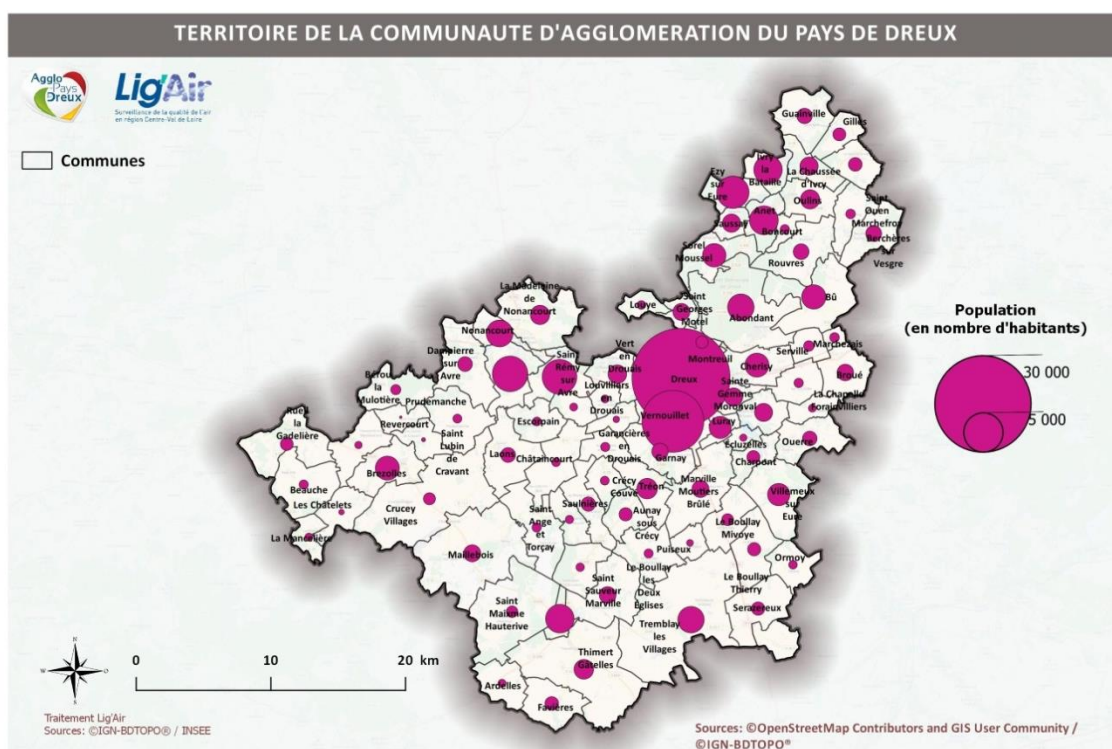 TERRITOIRE DE LA COMMUNAUTE D'AGGLOMERATION DU PAYS DE DREUX
Agglo
Pays
Dreux
Lig'Air
Surveillance de la qualité de l'air
en région Centre-Val de Loire
Communes
Guainville
Gilles
Ivry
la
Bataille
La Chaussée
d'Ivry
Ezy
sur
Eure
Oulins
Saint
Ouen
Marchefroy
Anet
Saussay
Boncourt
Berchères
sur
Vesgre
Sorel
Moussel
Rouvres
La Madeleine
de
Nonancourt
Louye
Saint
Georges
Motel
Abondant
Bû
Nonancourt
Vert
en
Drouais
Montreuil
Serville
Marchezais
Dampierre
sur
Avre
Saint
Rémy
sur
Avre
Dreux
Cherisy
Broué
Bérou
la
Mulotière
Prudemanche
Louvilliers
en
Drouais
Sainte
Gemme
Moronval
La Chapelle
Forainvilliers
Rueil
la
Gadelière
Revercourt
Escorpain
Vernouillet
Luray
Saint
Lubin
de
Cravant
Garancières
en
Drouais
Écluzelles
Ouerre
Laons
Châtaincourt
Garnay
Charpont
Brezolles
Beauche
Les Châtelets
Crucey
Villages
Crécy
Couvé
Tréon
Marville
Moutiers
Brûlé
Villemeux
sur
Eure
Saulnières
Saint
Ange
et
Torçay
Aunay
sous
Crécy
Le Boullay
Mivoye
La Mancelière
Maillebois
Puiseux
Le Boullay
les
Deux
Églises
Ormoy
Le Boullay
Thierry
Saint
Sauveur
Marville
Saint
Maixme
Hauterive
Serazereux
Tremblay
les
Villages
Thimert
Gâtelles
Ardelles
Favières
Population
(en nombre d'habitants)
30 000
5 000
N
W
E
S
0 10 20 km
Traitement Lig'Air
Sources: ©IGN-BDTOPO® / INSEE
Sources: ©OpenStreetMap Contributors and GIS User Community /
©IGN-BDTOPO®